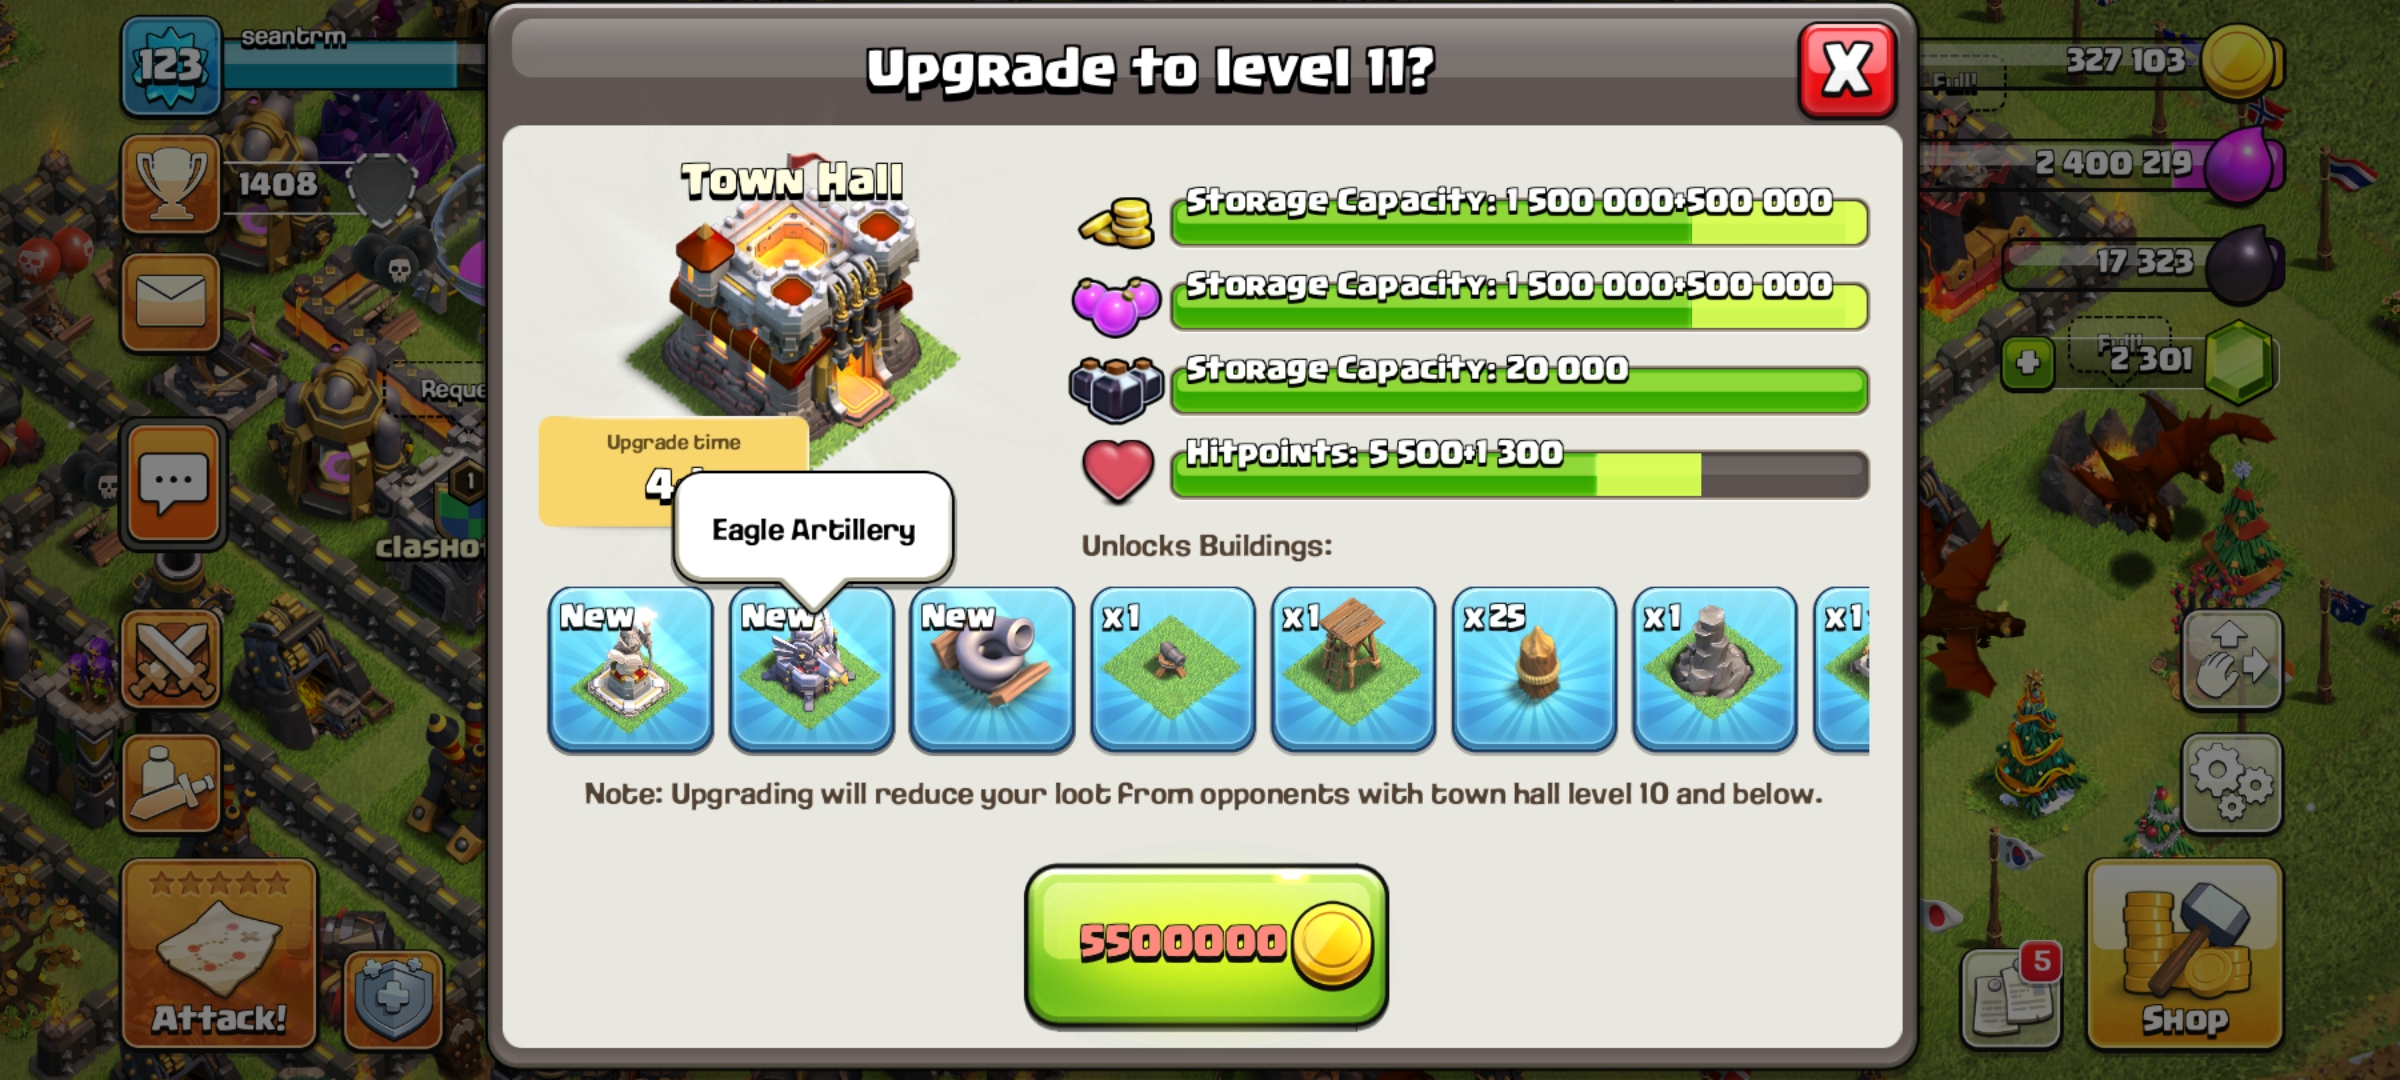 123
seantrm
Upgrade to level 11?
327 103
Full!
1408
Town Hall
Storage Capacity: 1 500 000+500 000
2 400 219
Storage Capacity: 1 500 000+500 000
17 323
Storage Capacity: 20 000
Full!
2 301
Reque
Upgrade time
Hitpoints: 5 500+1 300
1
Eagle Artillery
Unlocks Buildings:
New
New
New
x1
x1
x25
x1
x1
Note: Upgrading will reduce your loot from opponents with town hall level 10 and below.
5500000
Attack!
5
Shop